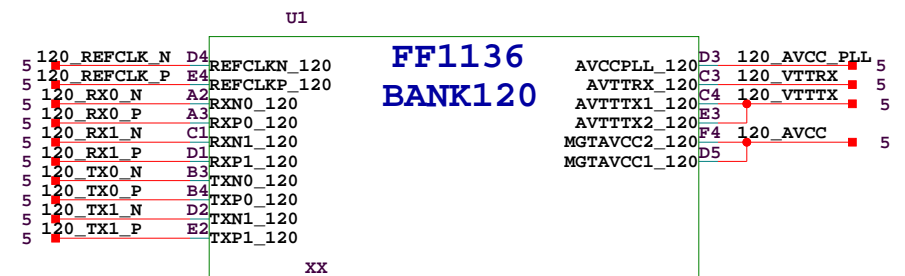 U1
FF1136
BANK120
5 120_REFCLK_N D4 REFCLKN_120
5 120_REFCLK_P E4 REFCLKP_120
5 120_RX0_N A2 RXN0_120
5 120_RX0_P A3 RXP0_120
5 120_RX1_N C1 RXN1_120
5 120_RX1_P D1 RXP1_120
5 120_TX0_N B3 TXN0_120
5 120_TX0_P B4 TXP0_120
5 120_TX1_N D2 TXN1_120
5 120_TX1_P E2 TXP1_120
AVCCPLL_120 D3 120_AVCC_PLL 5
AVTTRX_120 C3 120_VTTRX 5
AVTTTX1_120 C4 120_VTTTX 5
AVTTTX2_120 E3
MGTAVCC2_120 F4 120_AVCC 5
MGTAVCC1_120 D5
XX